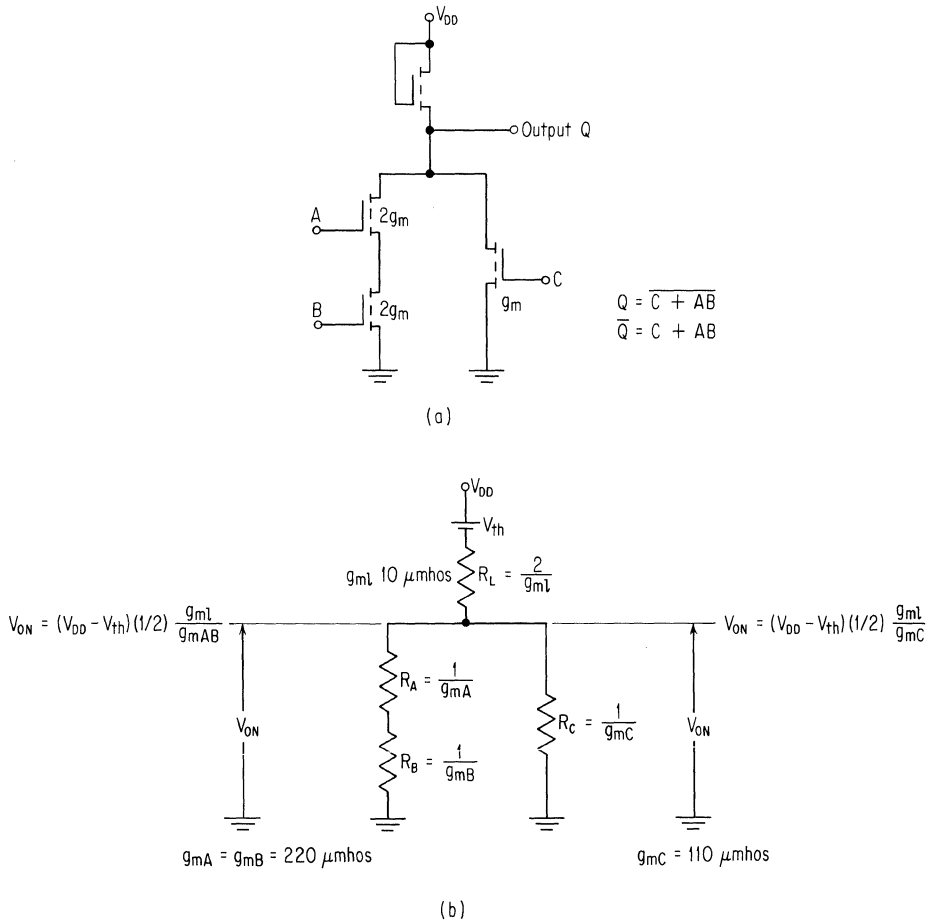 V_DD
Output Q
A
2g_m
B
2g_m
C
g_m
Q = \overline{C + AB}
\overline{Q} = C + AB
(a)
V_DD
V_th
g_ml 10 μmhos
R_L = 2/g_ml
V_ON = (V_DD - V_th)(1/2) g_ml/g_mAB
V_ON = (V_DD - V_th)(1/2) g_ml/g_mC
R_A = 1/g_mA
R_C = 1/g_mC
V_ON
V_ON
R_B = 1/g_mB
g_mA = g_mB = 220 μmhos
g_mC = 110 μmhos
(b)